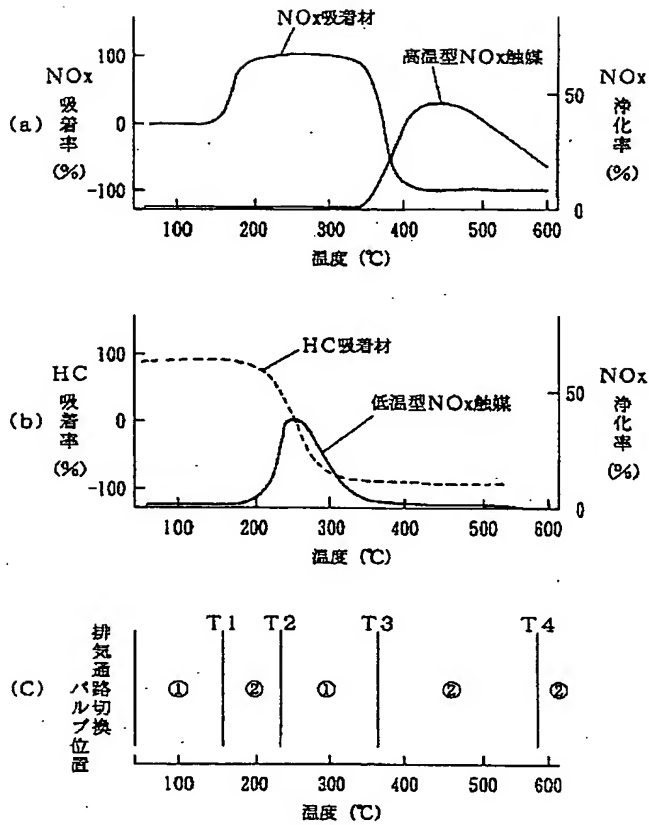 NOx吸着材
高温型NOx触媒
(a)
NOx
吸着率
(%)
100
0
-100
NOx
浄化率
(%)
50
0
100
200
300
400
500
600
温度 (℃)
HC吸着材
低温型NOx触媒
(b)
HC
吸着率
(%)
100
0
-100
NOx
浄化率
(%)
50
0
100
200
300
400
500
600
温度 (℃)
(C)
排気通路切換
バルブ位置
T1
T2
T3
T4
①
②
①
②
②
100
200
300
400
500
600
温度 (℃)